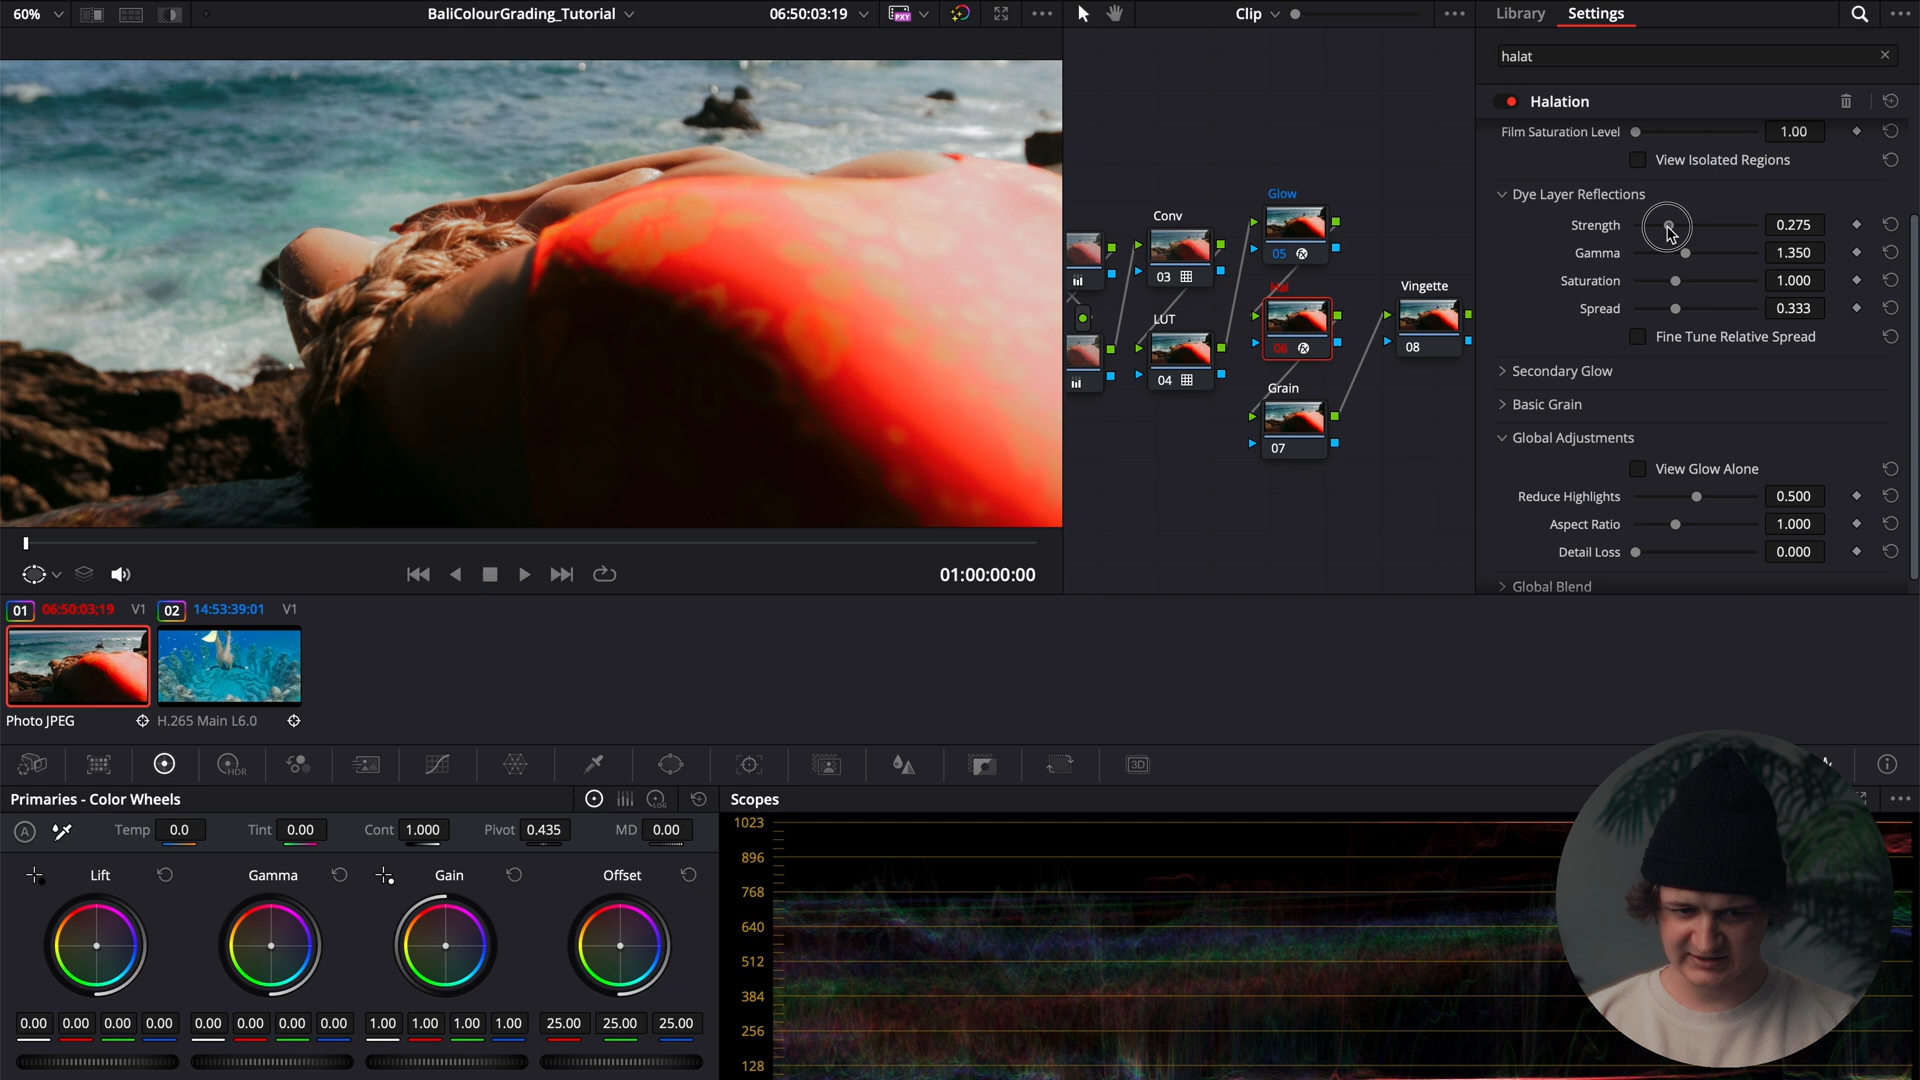 60%
BaliColourGrading_Tutorial
06:50:03:19
PXY
Clip
Library
Settings
halat
Halation
Film Saturation Level
1.00
View Isolated Regions
Dye Layer Reflections
Strength
0.275
Gamma
1.350
Saturation
1.000
Spread
0.333
Fine Tune Relative Spread
Secondary Glow
Basic Grain
Global Adjustments
View Glow Alone
Reduce Highlights
0.500
Aspect Ratio
1.000
Detail Loss
0.000
Global Blend
Conv
03
LUT
04
Glow
05
Hal
06
Grain
07
Vingette
08
01:00:00:00
01
06:50:03;19
V1
02
14:53:39:01
V1
Photo JPEG
H.265 Main L6.0
HDR
3D
Primaries - Color Wheels
LOG
A
Temp
0.0
Tint
0.00
Cont
1.000
Pivot
0.435
MD
0.00
Lift
Gamma
Gain
Offset
0.00 0.00 0.00 0.00
0.00 0.00 0.00 0.00
1.00 1.00 1.00 1.00
25.00 25.00 25.00
Scopes
1023
896
768
640
512
384
256
128